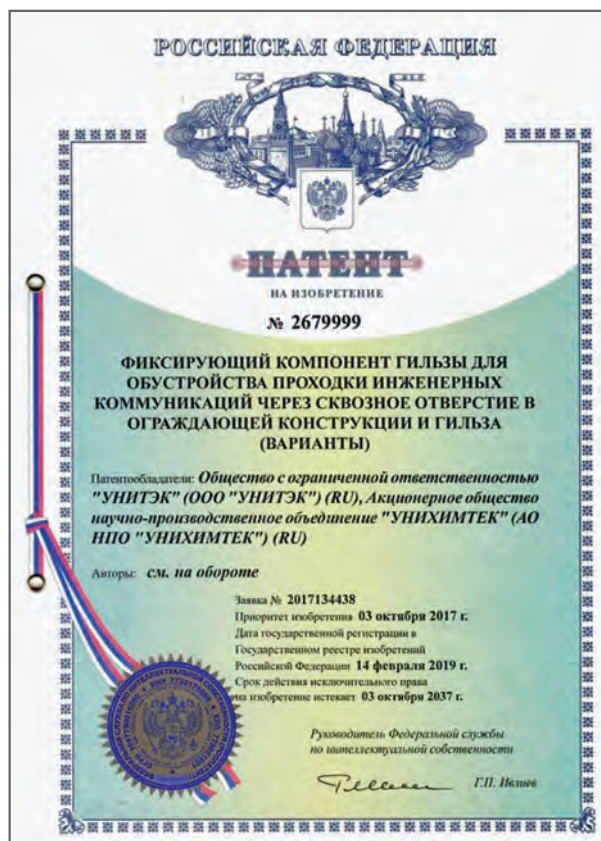 РОССИЙСКАЯ ФЕДЕРАЦИЯ
ПАТЕНТ
НА ИЗОБРЕТЕНИЕ
№ 2679999
ФИКСИРУЮЩИЙ КОМПОНЕНТ ГИЛЬЗЫ ДЛЯ
ОБУСТРОЙСТВА ПРОХОДКИ ИНЖЕНЕРНЫХ
КОММУНИКАЦИЙ ЧЕРЕЗ СКВОЗНОЕ ОТВЕРСТИЕ В
ОГРАЖДАЮЩЕЙ КОНСТРУКЦИИ И ГИЛЬЗА
(ВАРИАНТЫ)
Патентообладатели: Общество с ограниченной ответственностью
"УНИТЭК" (ООО "УНИТЭК") (RU), Акционерное общество
научно-производственное объединение "УНИХИМТЕК" (АО
НПО "УНИХИМТЕК") (RU)
Авторы: см. на обороте
Заявка № 2017134438
Приоритет изобретения 03 октября 2017 г.
Дата государственной регистрации в
Государственном реестре изобретений
Российской Федерации 14 февраля 2019 г.
Срок действия исключительного права
на изобретение истекает 03 октября 2037 г.
Руководитель Федеральной службы
по интеллектуальной собственности
Г.П. Ивлиев